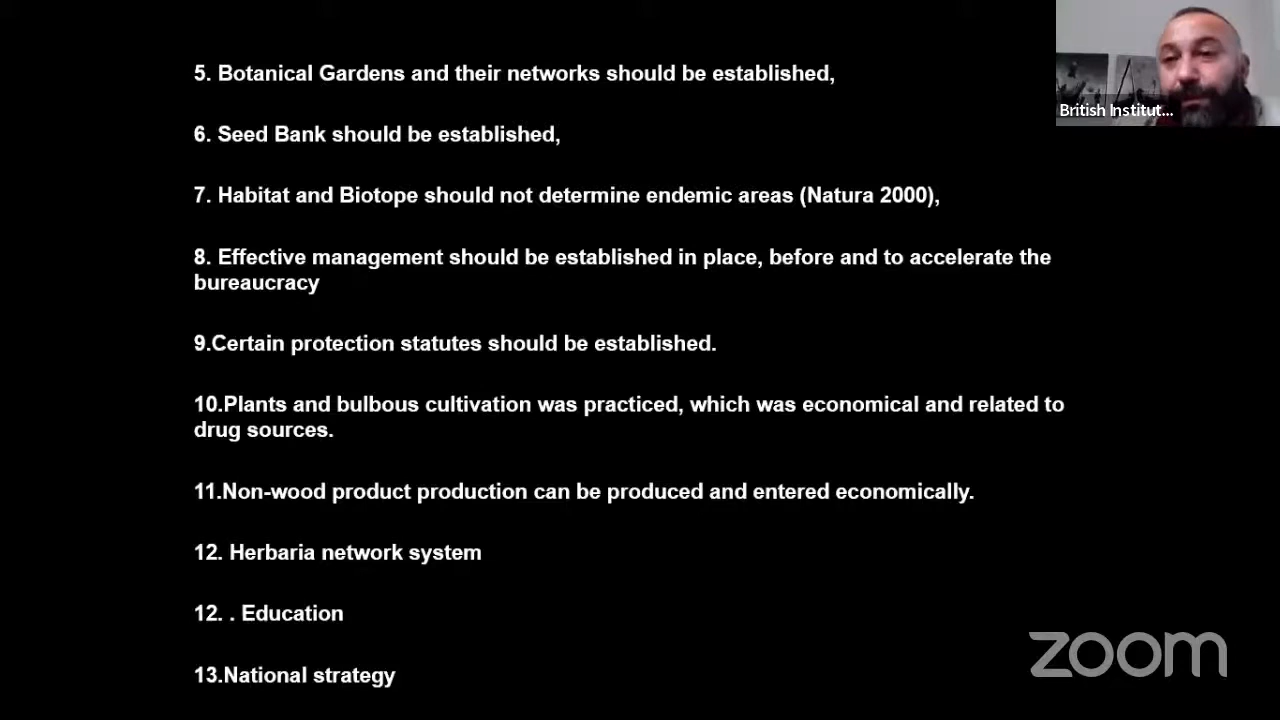 5. Botanical Gardens and their networks should be established,
6. Seed Bank should be established,
7. Habitat and Biotope should not determine endemic areas (Natura 2000),
8. Effective management should be established in place, before and to accelerate the
bureaucracy
9.Certain protection statutes should be established.
10.Plants and bulbous cultivation was practiced, which was economical and related to
drug sources.
11.Non-wood product production can be produced and entered economically.
12. Herbaria network system
12. . Education
13.National strategy
British Institut...
zoom